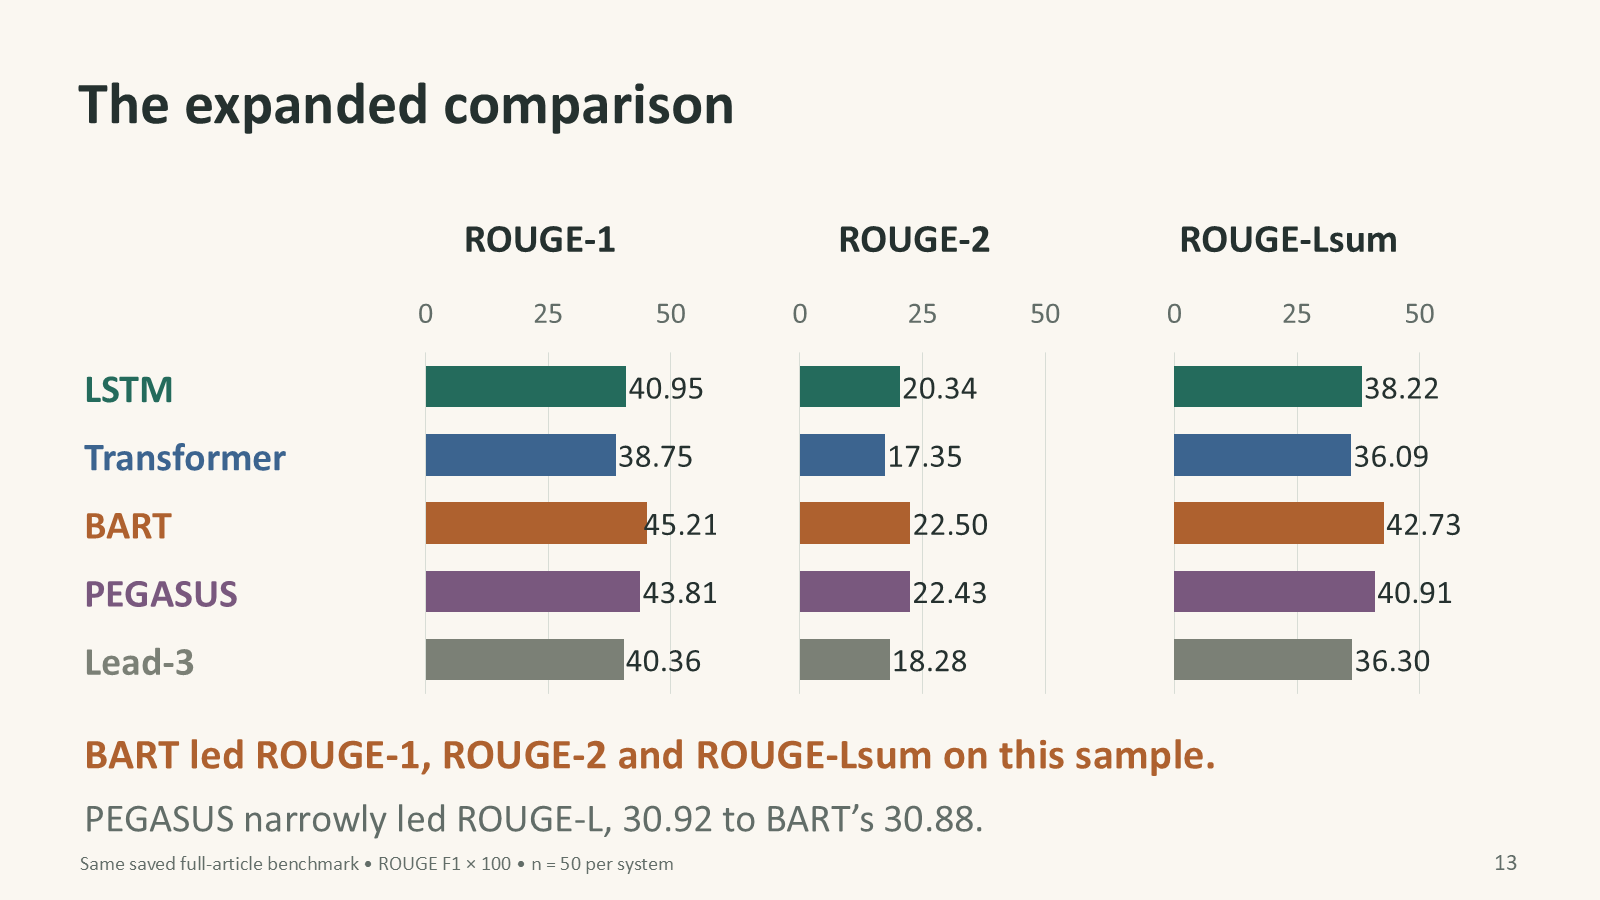 The expanded comparison
ROUGE-1 ROUGE-2 ROUGE-Lsum
0 25 50 0 25 50 0 25 50
LSTM 40.95 20.34 38.22
Transformer 38.75 17.35 36.09
BART 45.21 22.50 42.73
PEGASUS 43.81 22.43 40.91
Lead-3 40.36 18.28 36.30
BART led ROUGE-1, ROUGE-2 and ROUGE-Lsum on this sample.
PEGASUS narrowly led ROUGE-L, 30.92 to BART’s 30.88.
Same saved full-article benchmark • ROUGE F1 × 100 • n = 50 per system 13